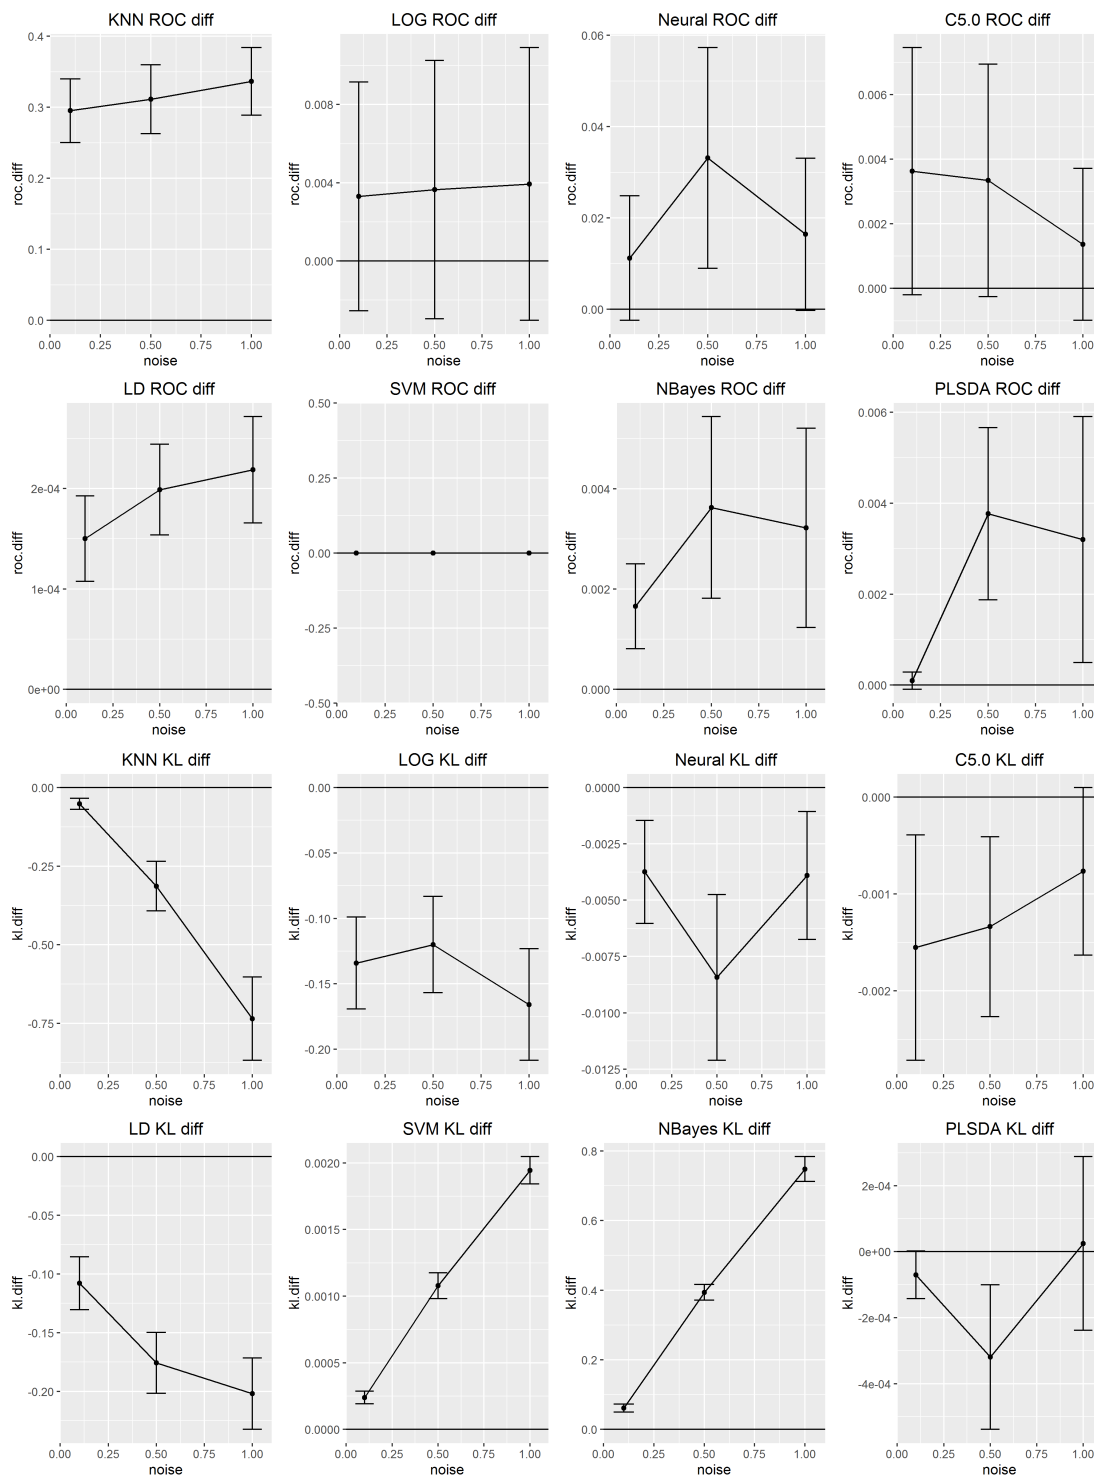 KNN ROC diff
LOG ROC diff
Neural ROC diff
C5.0 ROC diff
roc.diff
0.4
0.3
0.2
0.1
0.0
0.00 0.25 0.50 0.75 1.00
noise
roc.diff
0.008
0.004
0.000
0.00 0.25 0.50 0.75 1.00
noise
roc.diff
0.06
0.04
0.02
0.00
0.00 0.25 0.50 0.75 1.00
noise
roc.diff
0.006
0.004
0.002
0.000
0.00 0.25 0.50 0.75 1.00
noise
LD ROC diff
SVM ROC diff
NBayes ROC diff
PLSDA ROC diff
roc.diff
2e-04
1e-04
0e+00
0.00 0.25 0.50 0.75 1.00
noise
roc.diff
0.50
0.25
0.00
-0.25
-0.50
0.00 0.25 0.50 0.75 1.00
noise
roc.diff
0.004
0.002
0.000
0.00 0.25 0.50 0.75 1.00
noise
roc.diff
0.006
0.004
0.002
0.000
0.00 0.25 0.50 0.75 1.00
noise
KNN KL diff
LOG KL diff
Neural KL diff
C5.0 KL diff
kl.diff
0.00
-0.25
-0.50
-0.75
0.00 0.25 0.50 0.75 1.00
noise
kl.diff
0.00
-0.05
-0.10
-0.15
-0.20
0.00 0.25 0.50 0.75 1.00
noise
kl.diff
0.0000
-0.0025
-0.0050
-0.0075
-0.0100
-0.0125
0.00 0.25 0.50 0.75 1.00
noise
kl.diff
0.000
-0.001
-0.002
0.00 0.25 0.50 0.75 1.00
noise
LD KL diff
SVM KL diff
NBayes KL diff
PLSDA KL diff
kl.diff
0.00
-0.05
-0.10
-0.15
-0.20
0.00 0.25 0.50 0.75 1.00
noise
kl.diff
0.0020
0.0015
0.0010
0.0005
0.0000
0.00 0.25 0.50 0.75 1.00
noise
kl.diff
0.8
0.6
0.4
0.2
0.0
0.00 0.25 0.50 0.75 1.00
noise
kl.diff
2e-04
0e+00
-2e-04
-4e-04
0.00 0.25 0.50 0.75 1.00
noise